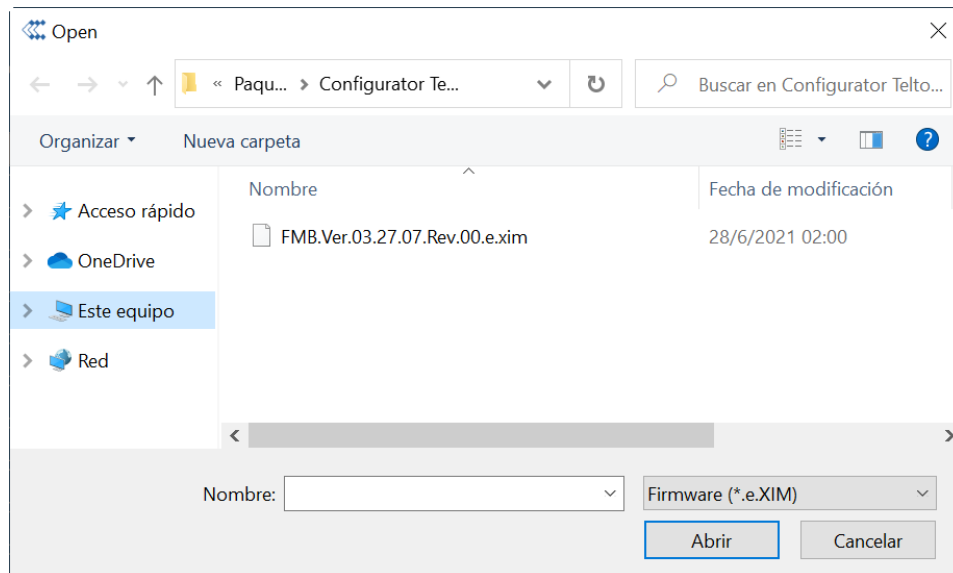 Open
« Paqu... > Configurator Te...
Buscar en Configurator Telto...
Organizar
Nueva carpeta
?
Nombre
Fecha de modificación
Acceso rápido
FMB.Ver.03.27.07.Rev.00.e.xim
28/6/2021 02:00
OneDrive
Este equipo
Red
Nombre:
Firmware (*.e.XIM)
Abrir
Cancelar